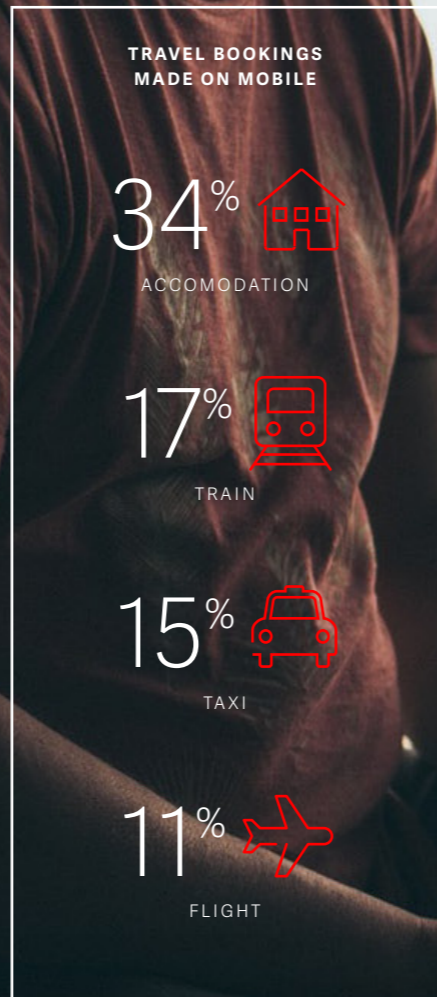 TRAVEL BOOKINGS
MADE ON MOBILE
34%
ACCOMODATION
17%
TRAIN
15%
TAXI
11%
FLIGHT